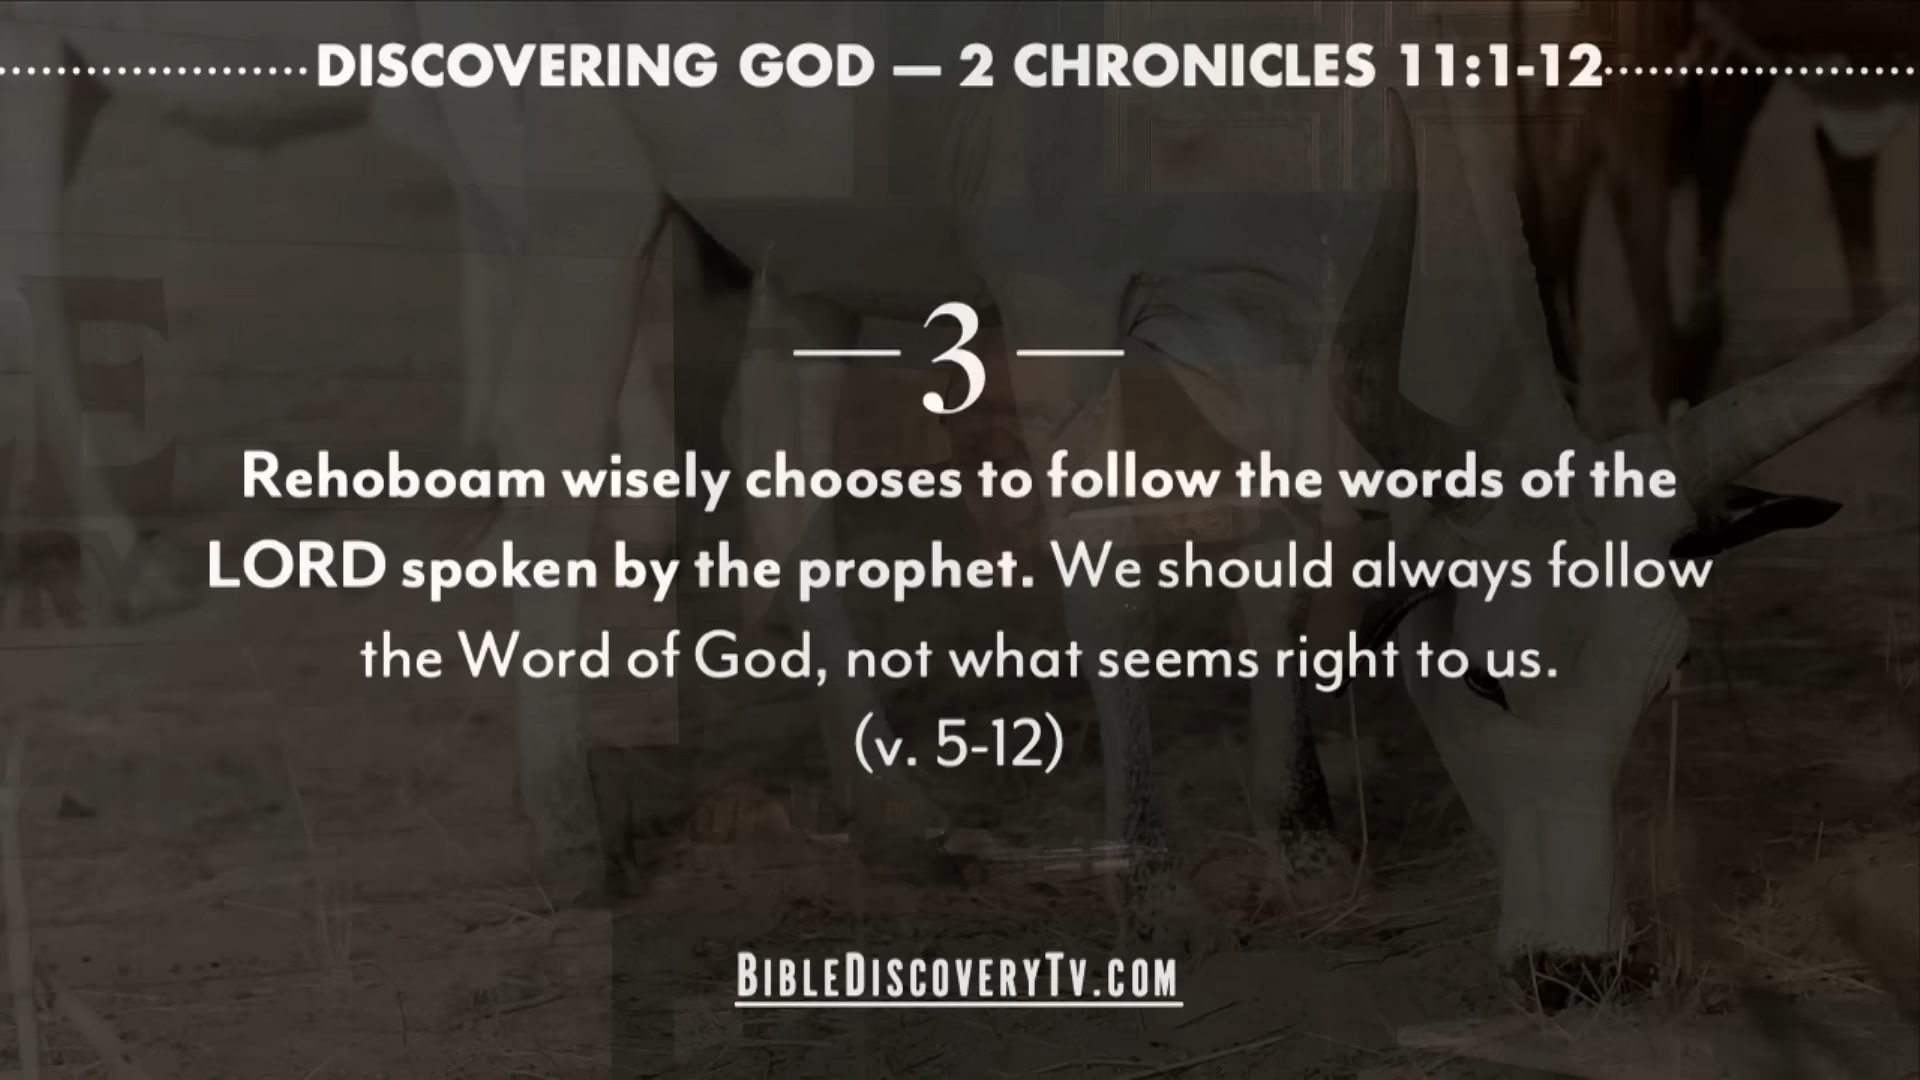 DISCOVERING GOD — 2 CHRONICLES 11:1-12
3
Rehoboam wisely chooses to follow the words of the
LORD spoken by the prophet. We should always follow
the Word of God, not what seems right to us.
(v. 5-12)
BIBLEDISCOVERYTV.COM